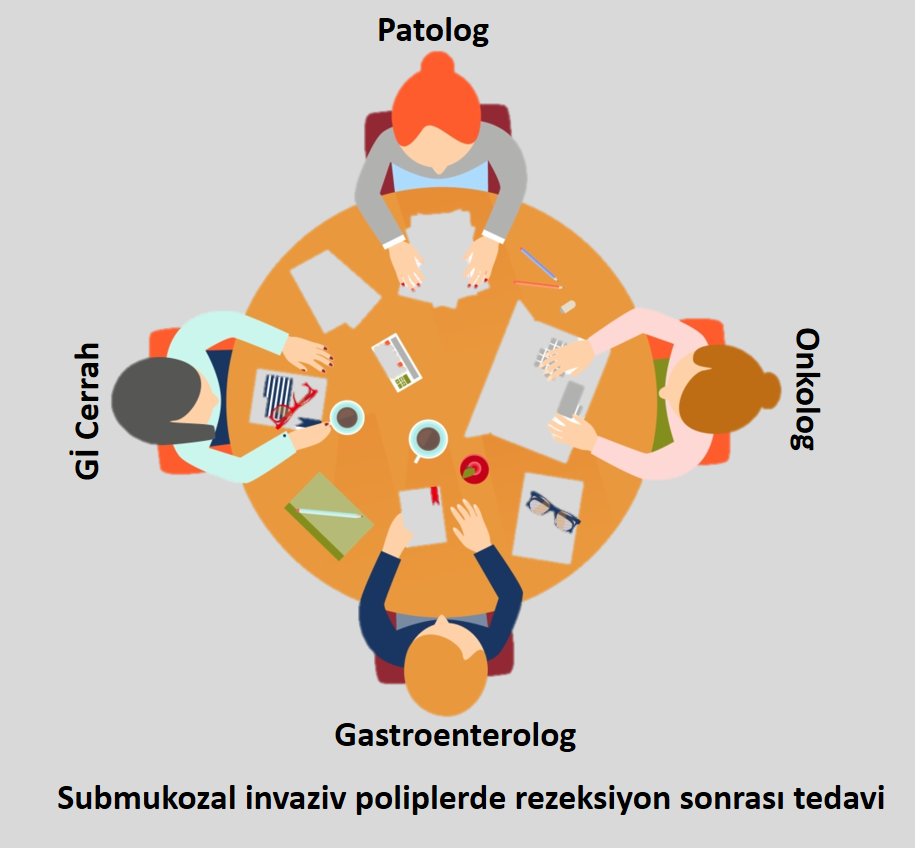 Patolog
Gi Cerrah
Onkolog
Gastroenterolog
Submukozal invaziv poliplerde rezeksiyon sonrası tedavi